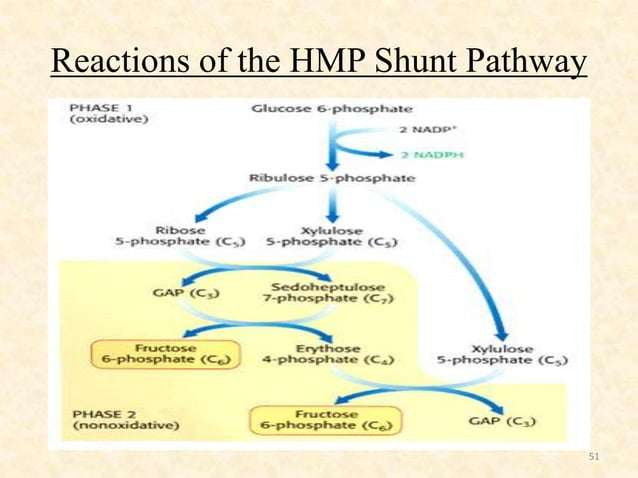 Reactions of the HMP Shunt Pathway
PHASE 1
(oxidative)
Glucose 6-phosphate
2 NADP⁺
2 NADPH
Ribulose 5-phosphate
Ribose
5-phosphate (C₅)
Xylulose
5-phosphate (C₅)
GAP (C₃)
Sedoheptulose
7-phosphate (C₇)
Fructose
6-phosphate (C₆)
Erythose
4-phosphate (C₄)
Xylulose
5-phosphate (C₅)
PHASE 2
(nonoxidative)
Fructose
6-phosphate (C₆)
GAP (C₃)
51